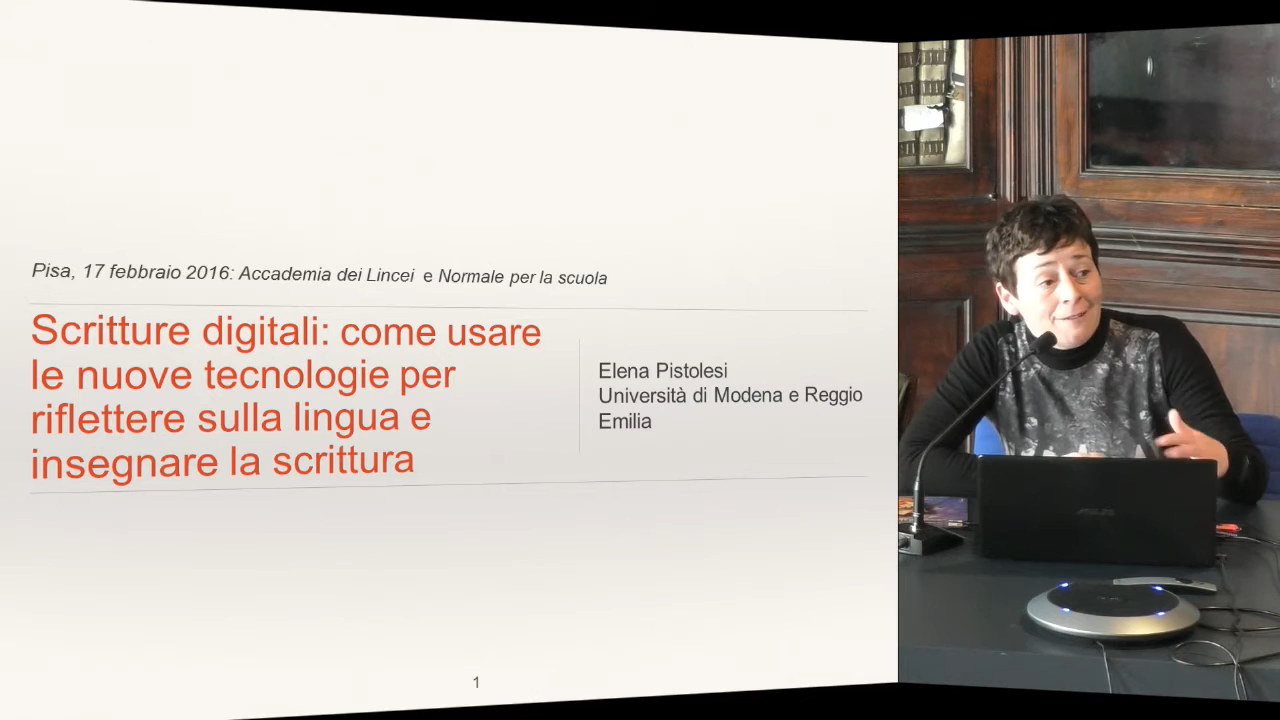 Pisa, 17 febbraio 2016: Accademia dei Lincei e Normale per la scuola
Scritture digitali: come usare
le nuove tecnologie per
riflettere sulla lingua e
insegnare la scrittura
Elena Pistolesi
Università di Modena e Reggio
Emilia
1
ASUS